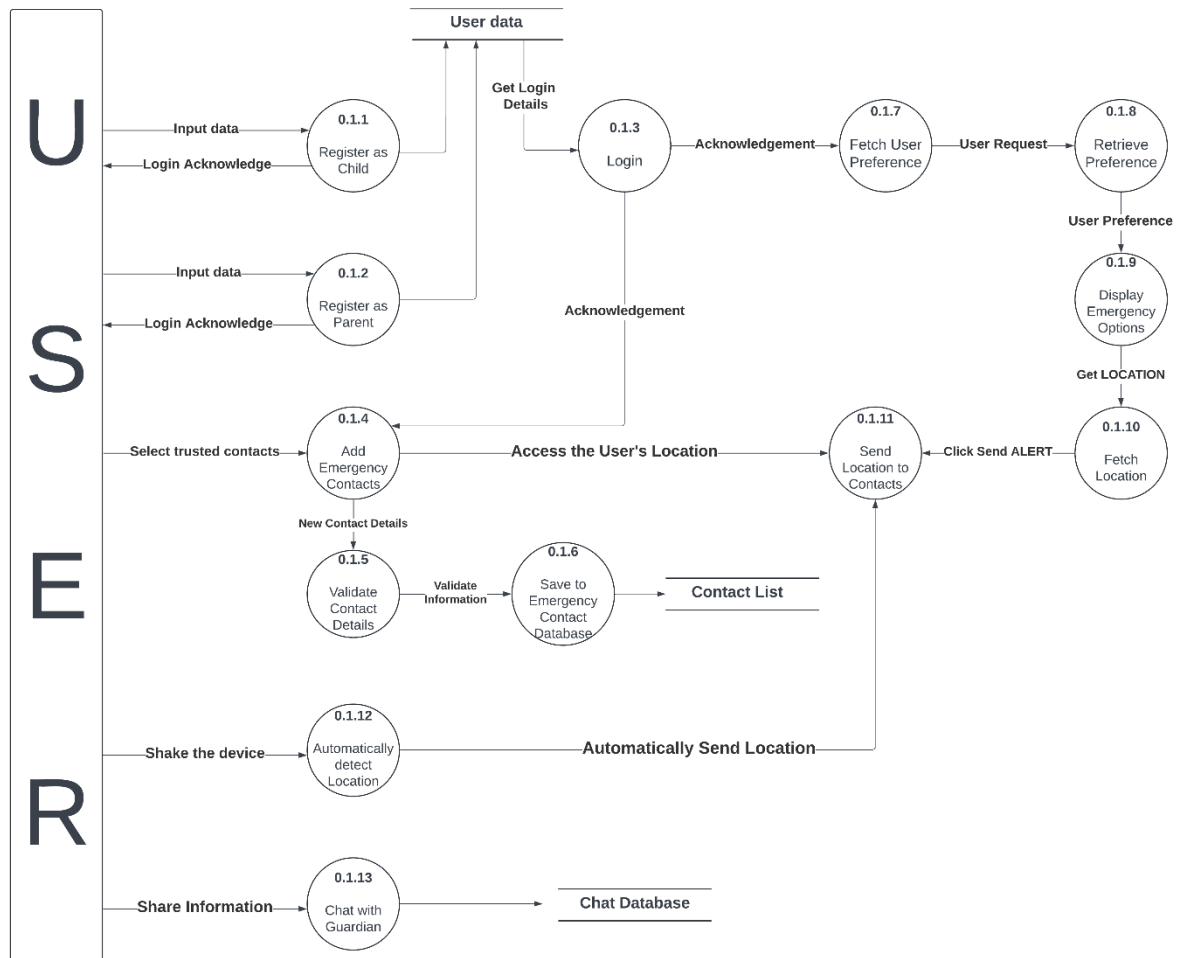 User data
Get Login
Details
U
S
E
R
Input data
Login Acknowledge
0.1.1
Register as
Child
0.1.3
Login
Acknowledgement
0.1.7
Fetch User
Preference
User Request
0.1.8
Retrieve
Preference
User Preference
Input data
Login Acknowledge
0.1.2
Register as
Parent
Acknowledgement
0.1.9
Display
Emergency
Options
Get LOCATION
Select trusted contacts
0.1.4
Add
Emergency
Contacts
Access the User's Location
0.1.11
Send
Location to
Contacts
Click Send ALERT
0.1.10
Fetch
Location
New Contact Details
0.1.5
Validate
Contact
Details
Validate
Information
0.1.6
Save to
Emergency
Contact
Database
Contact List
Shake the device
0.1.12
Automatically
detect
Location
Automatically Send Location
Share Information
0.1.13
Chat with
Guardian
Chat Database